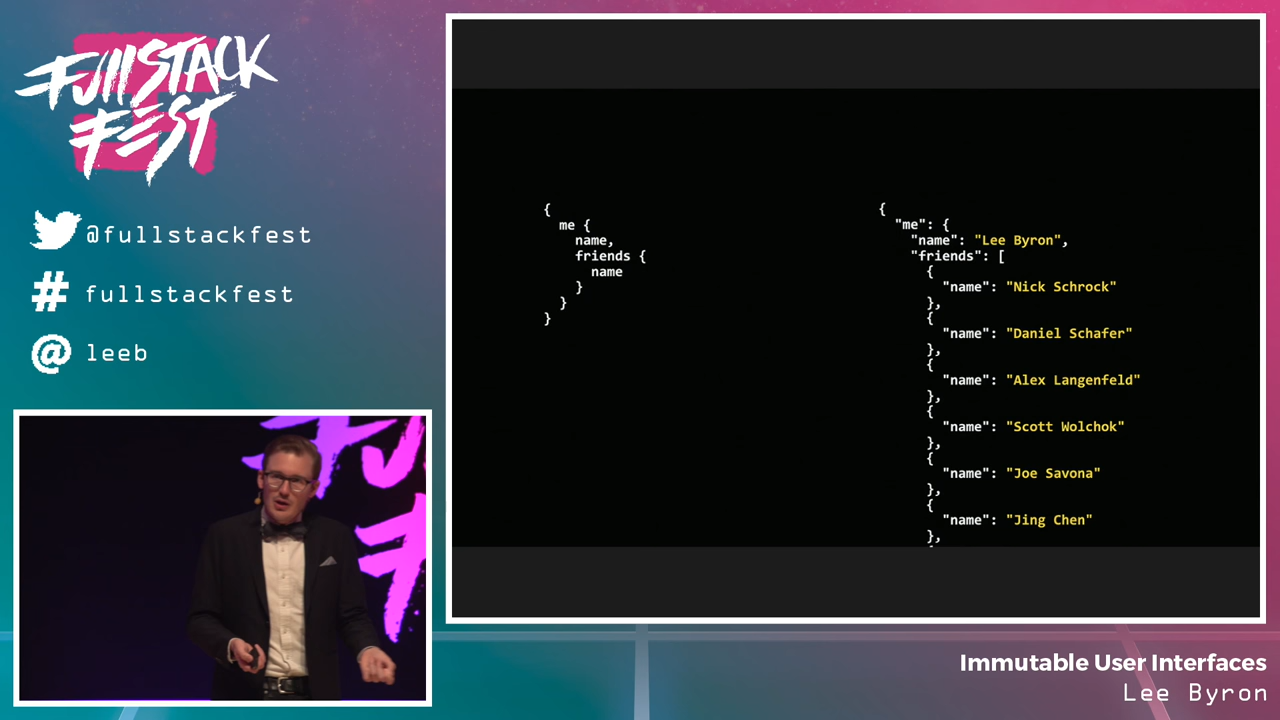 FullStack
Fest
@fullstackfest
# fullstackfest
@ leeb
{
me {
name,
friends {
name
}
}
}
{
"me": {
"name": "Lee Byron",
"friends": [
{
"name": "Nick Schrock"
},
{
"name": "Daniel Schafer"
},
{
"name": "Alex Langenfeld"
},
{
"name": "Scott Wolchok"
},
{
"name": "Joe Savona"
},
{
"name": "Jing Chen"
},
Immutable User Interfaces
Lee Byron